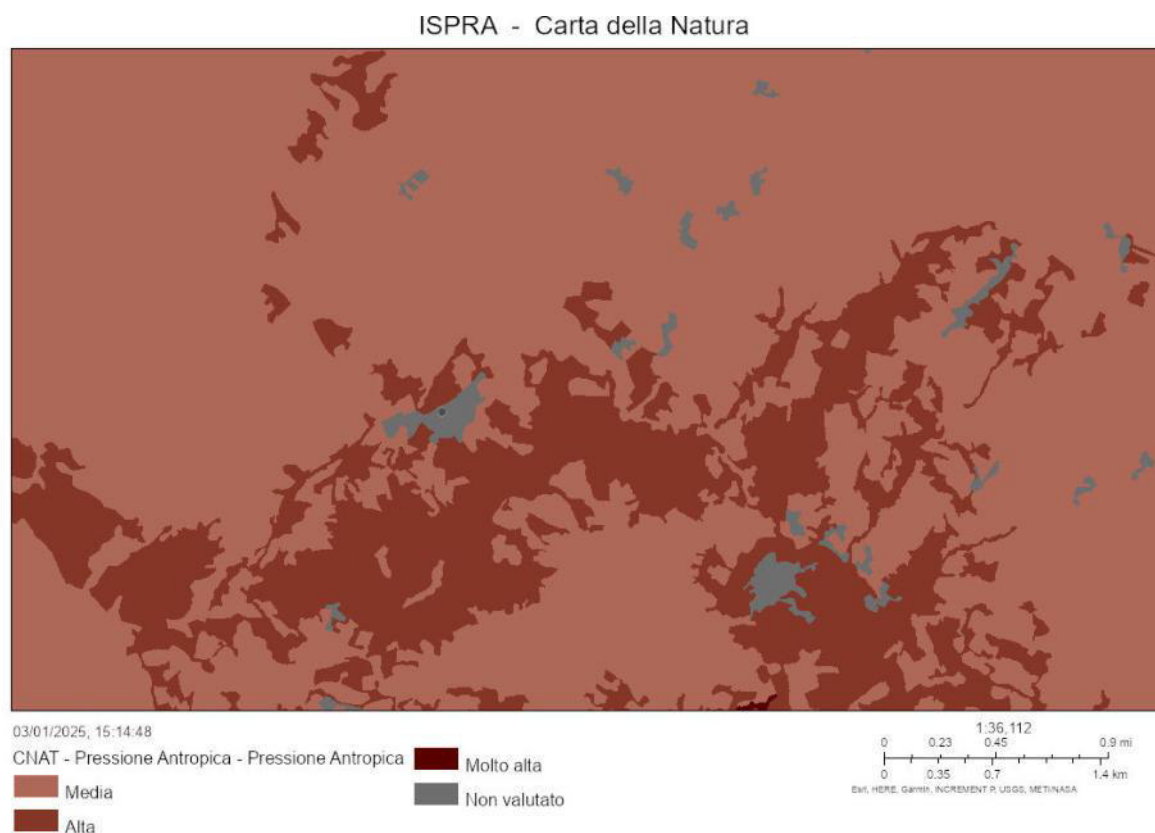 ISPRA - Carta della Natura
03/01/2025, 15:14:48
CNAT - Pressione Antropica - Pressione Antropica
Media
Alta
Molto alta
Non valutato
1:36,112
0 0.23 0.45 0.9 mi
0 0.35 0.7 1.4 km
Esri, HERE, Garmin, INCREMENT P, USGS, METI/NASA